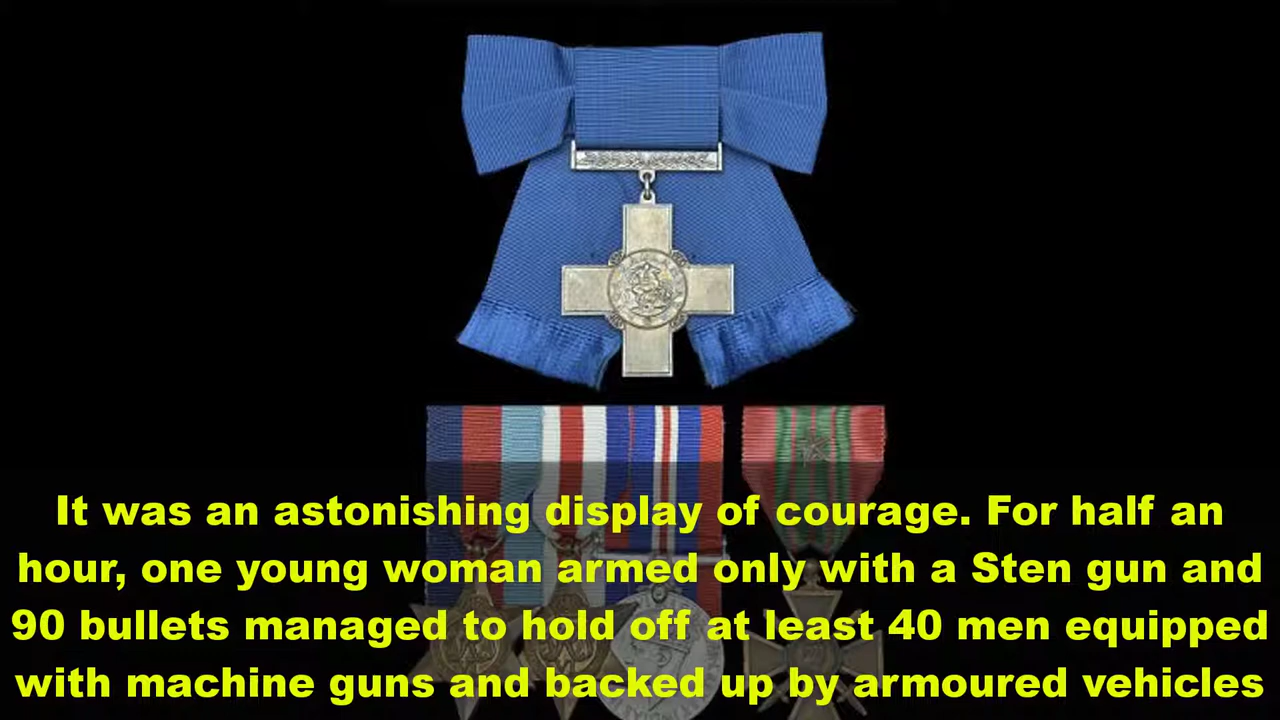 It was an astonishing display of courage. For half an
hour, one young woman armed only with a Sten gun and
90 bullets managed to hold off at least 40 men equipped
with machine guns and backed up by armoured vehicles